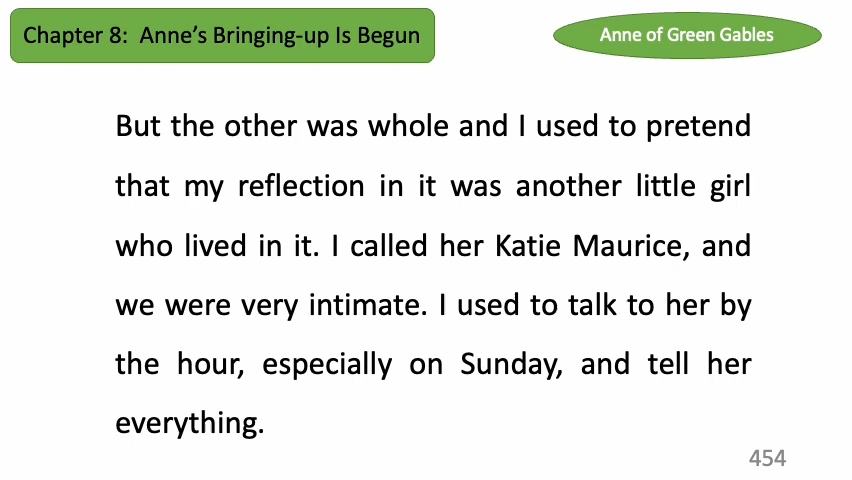 Chapter 8:  Anne's Bringing-up Is Begun
Anne of Green Gables
But the other was whole and I used to pretend
that my reflection in it was another little girl
who lived in it. I called her Katie Maurice, and
we were very intimate. I used to talk to her by
the hour, especially on Sunday, and tell her
everything.
454